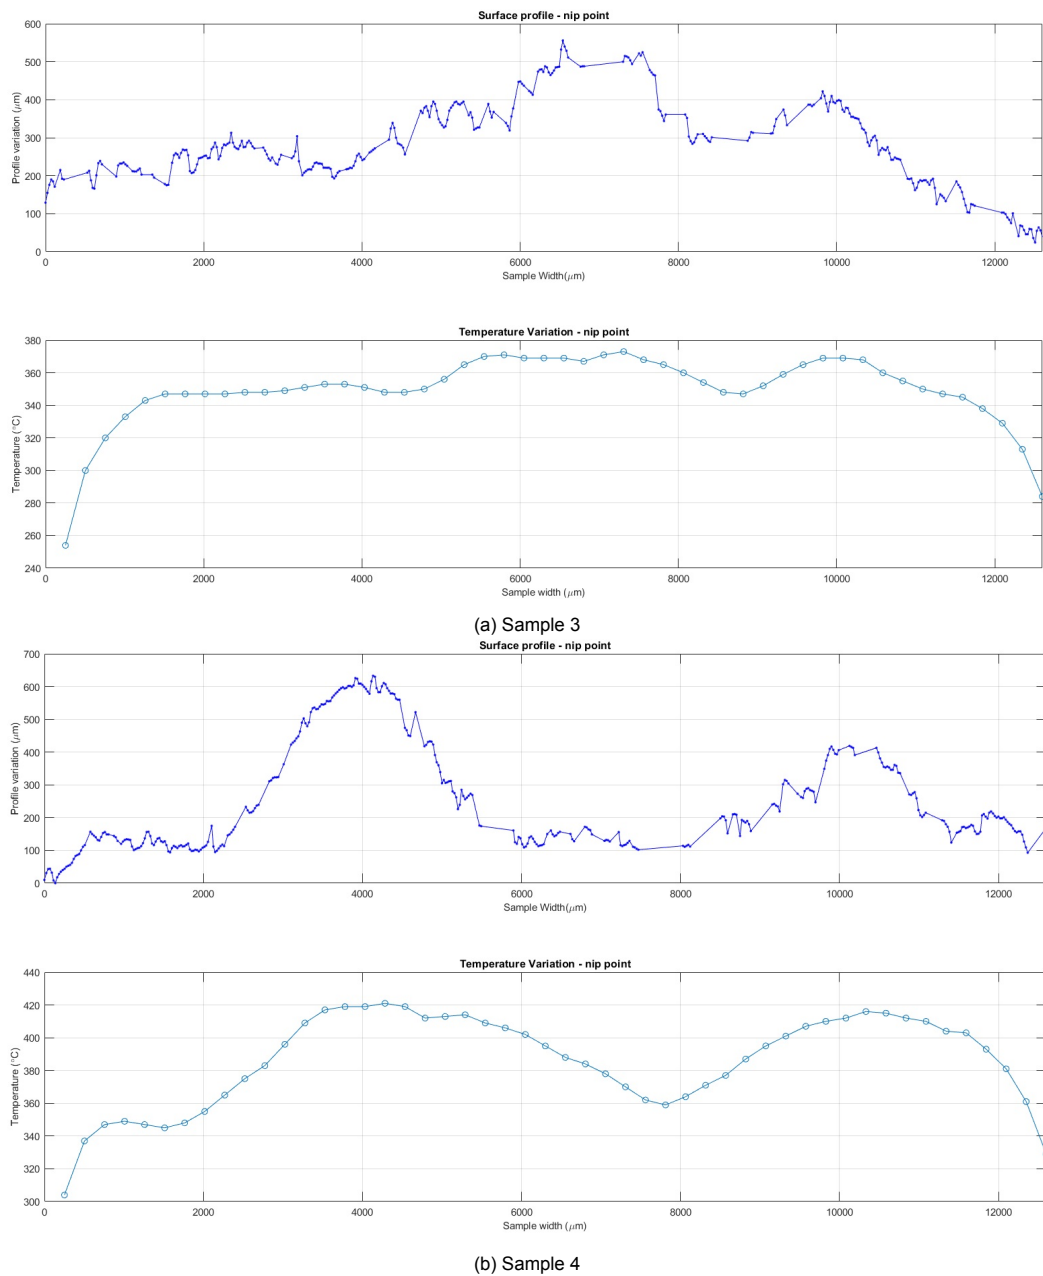 Surface profile - nip point
600
500
400
300
200
100
0
Profile variation (μm)
0 2000 4000 6000 8000 10000 12000
Sample Width(μm)
Temperature Variation - nip point
380
360
340
320
300
280
260
240
Temperature (°C)
0 2000 4000 6000 8000 10000 12000
Sample width (μm)
(a) Sample 3
Surface profile - nip point
700
600
500
400
300
200
100
0
Profile variation (μm)
0 2000 4000 6000 8000 10000 12000
Sample Width(μm)
Temperature Variation - nip point
440
420
400
380
360
340
320
300
Temperature (°C)
0 2000 4000 6000 8000 10000 12000
Sample width (μm)
(b) Sample 4